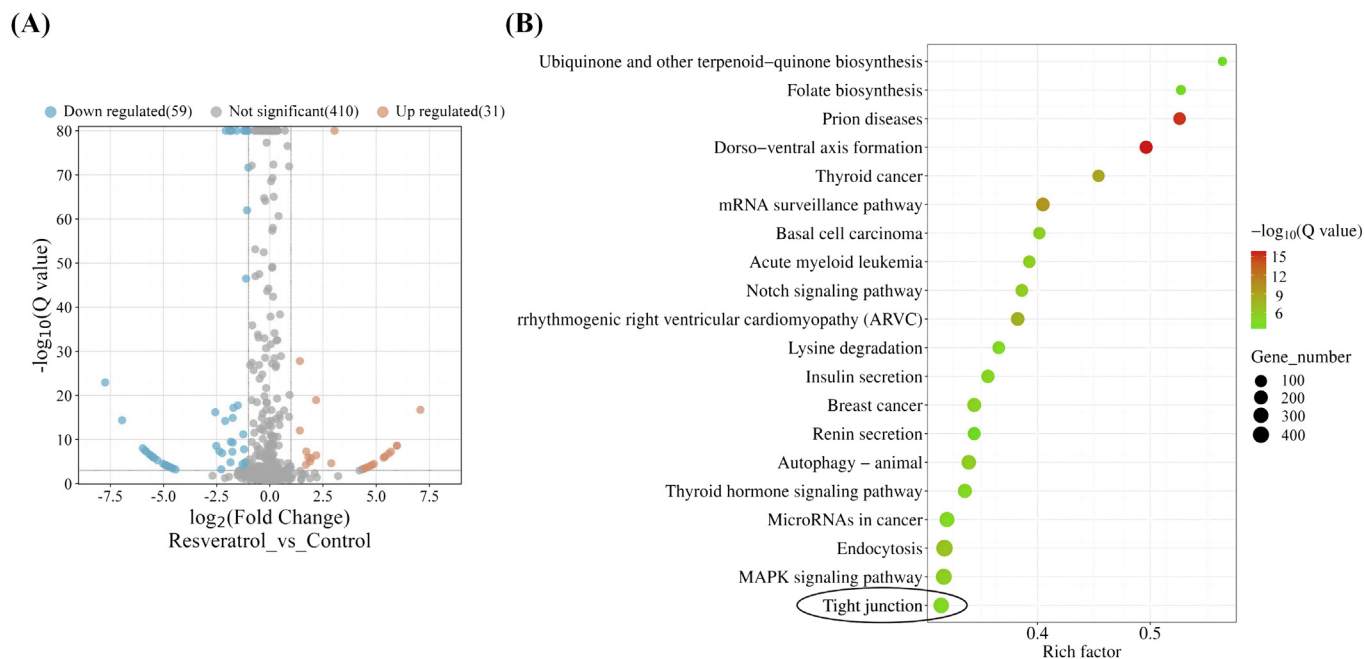 (A)
Down regulated(59) Not significant(410) Up regulated(31)
80
70
60
50
40
30
20
10
0
-log10(Q value)
-7.5 -5.0 -2.5 0.0 2.5 5.0 7.5
log2(Fold Change)
Resveratrol_vs_Control
(B)
Ubiquinone and other terpenoid−quinone biosynthesis
Folate biosynthesis
Prion diseases
Dorso−ventral axis formation
Thyroid cancer
mRNA surveillance pathway
Basal cell carcinoma
Acute myeloid leukemia
Notch signaling pathway
rrhythmogenic right ventricular cardiomyopathy (ARVC)
Lysine degradation
Insulin secretion
Breast cancer
Renin secretion
Autophagy − animal
Thyroid hormone signaling pathway
MicroRNAs in cancer
Endocytosis
MAPK signaling pathway
Tight junction
0.4 0.5
Rich factor
−log10(Q value)
15
12
9
6
Gene_number
100
200
300
400